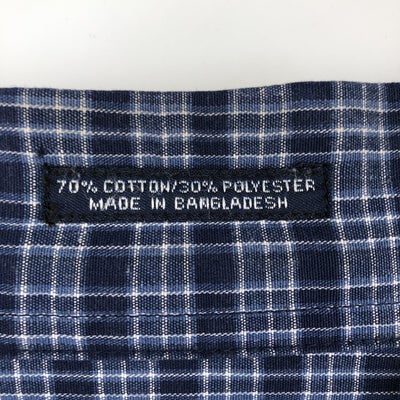 70% COTTON/30% POLYESTER
MADE IN BANGLADESH